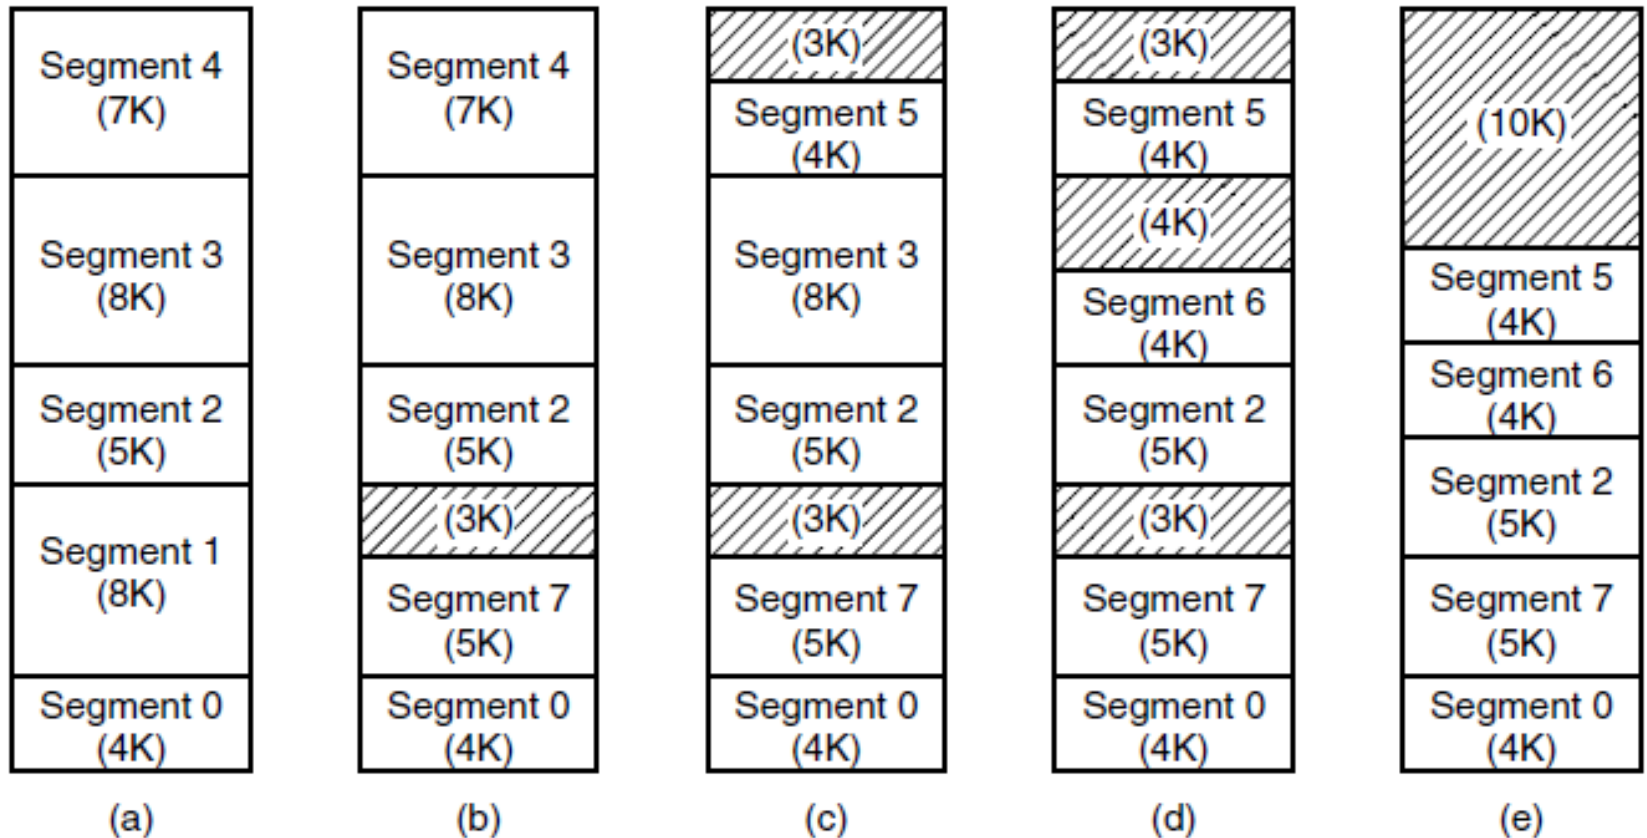 Segment 4
(7K)
Segment 3
(8K)
Segment 2
(5K)
Segment 1
(8K)
Segment 0
(4K)
(a)
Segment 4
(7K)
Segment 3
(8K)
Segment 2
(5K)
(3K)
Segment 7
(5K)
Segment 0
(4K)
(b)
(3K)
Segment 5
(4K)
Segment 3
(8K)
Segment 2
(5K)
(3K)
Segment 7
(5K)
Segment 0
(4K)
(c)
(3K)
Segment 5
(4K)
(4K)
Segment 6
(4K)
Segment 2
(5K)
(3K)
Segment 7
(5K)
Segment 0
(4K)
(d)
(10K)
Segment 5
(4K)
Segment 6
(4K)
Segment 2
(5K)
Segment 7
(5K)
Segment 0
(4K)
(e)